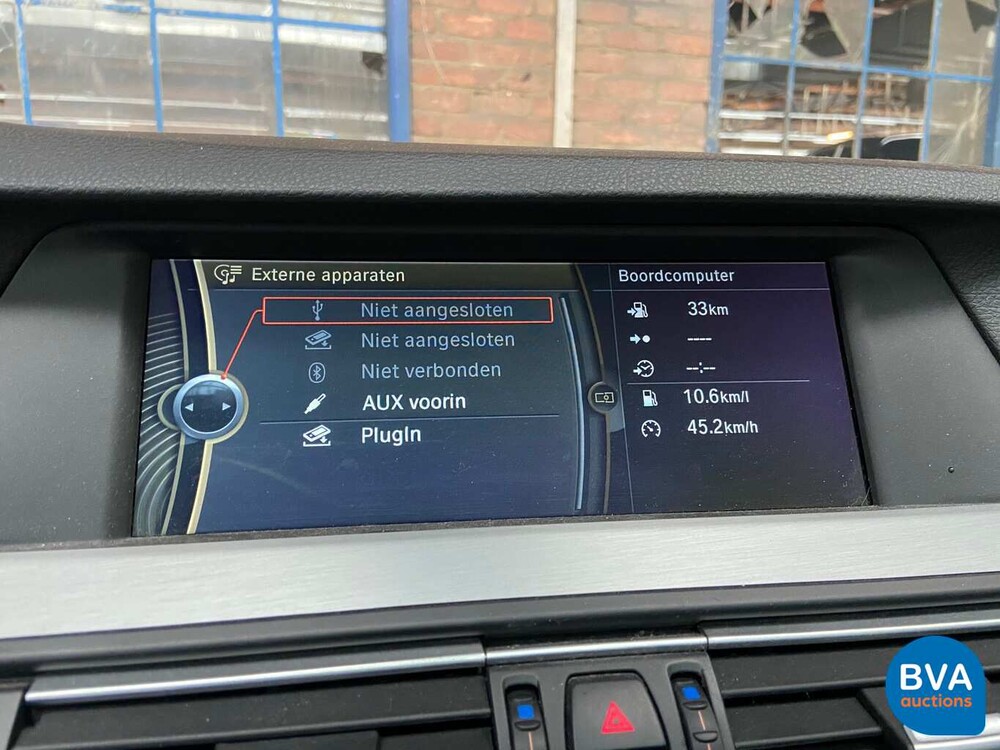 Externe apparaten
Niet aangesloten
Niet aangesloten
Niet verbonden
AUX voorin
PlugIn
Boordcomputer
33km
----
--:--
10.6km/l
45.2km/h
BVA
auctions